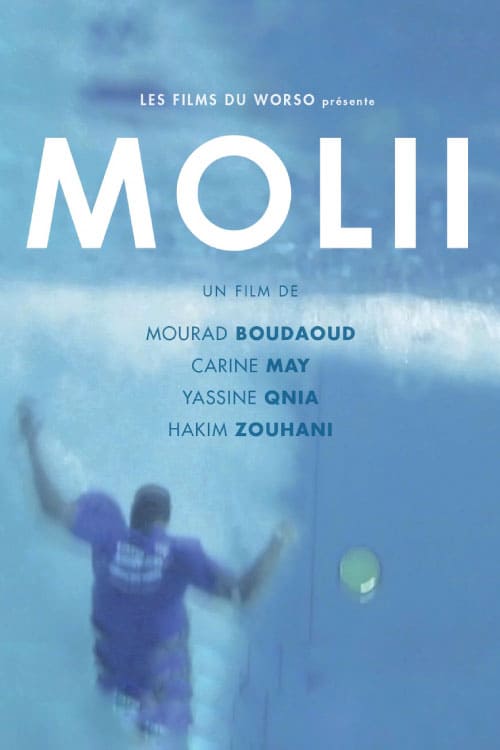 LES FILMS DU WORSO présente
MOLII
UN FILM DE
MOURAD BOUDAOUD
CARINE MAY
YASSINE QNIA
HAKIM ZOUHANI